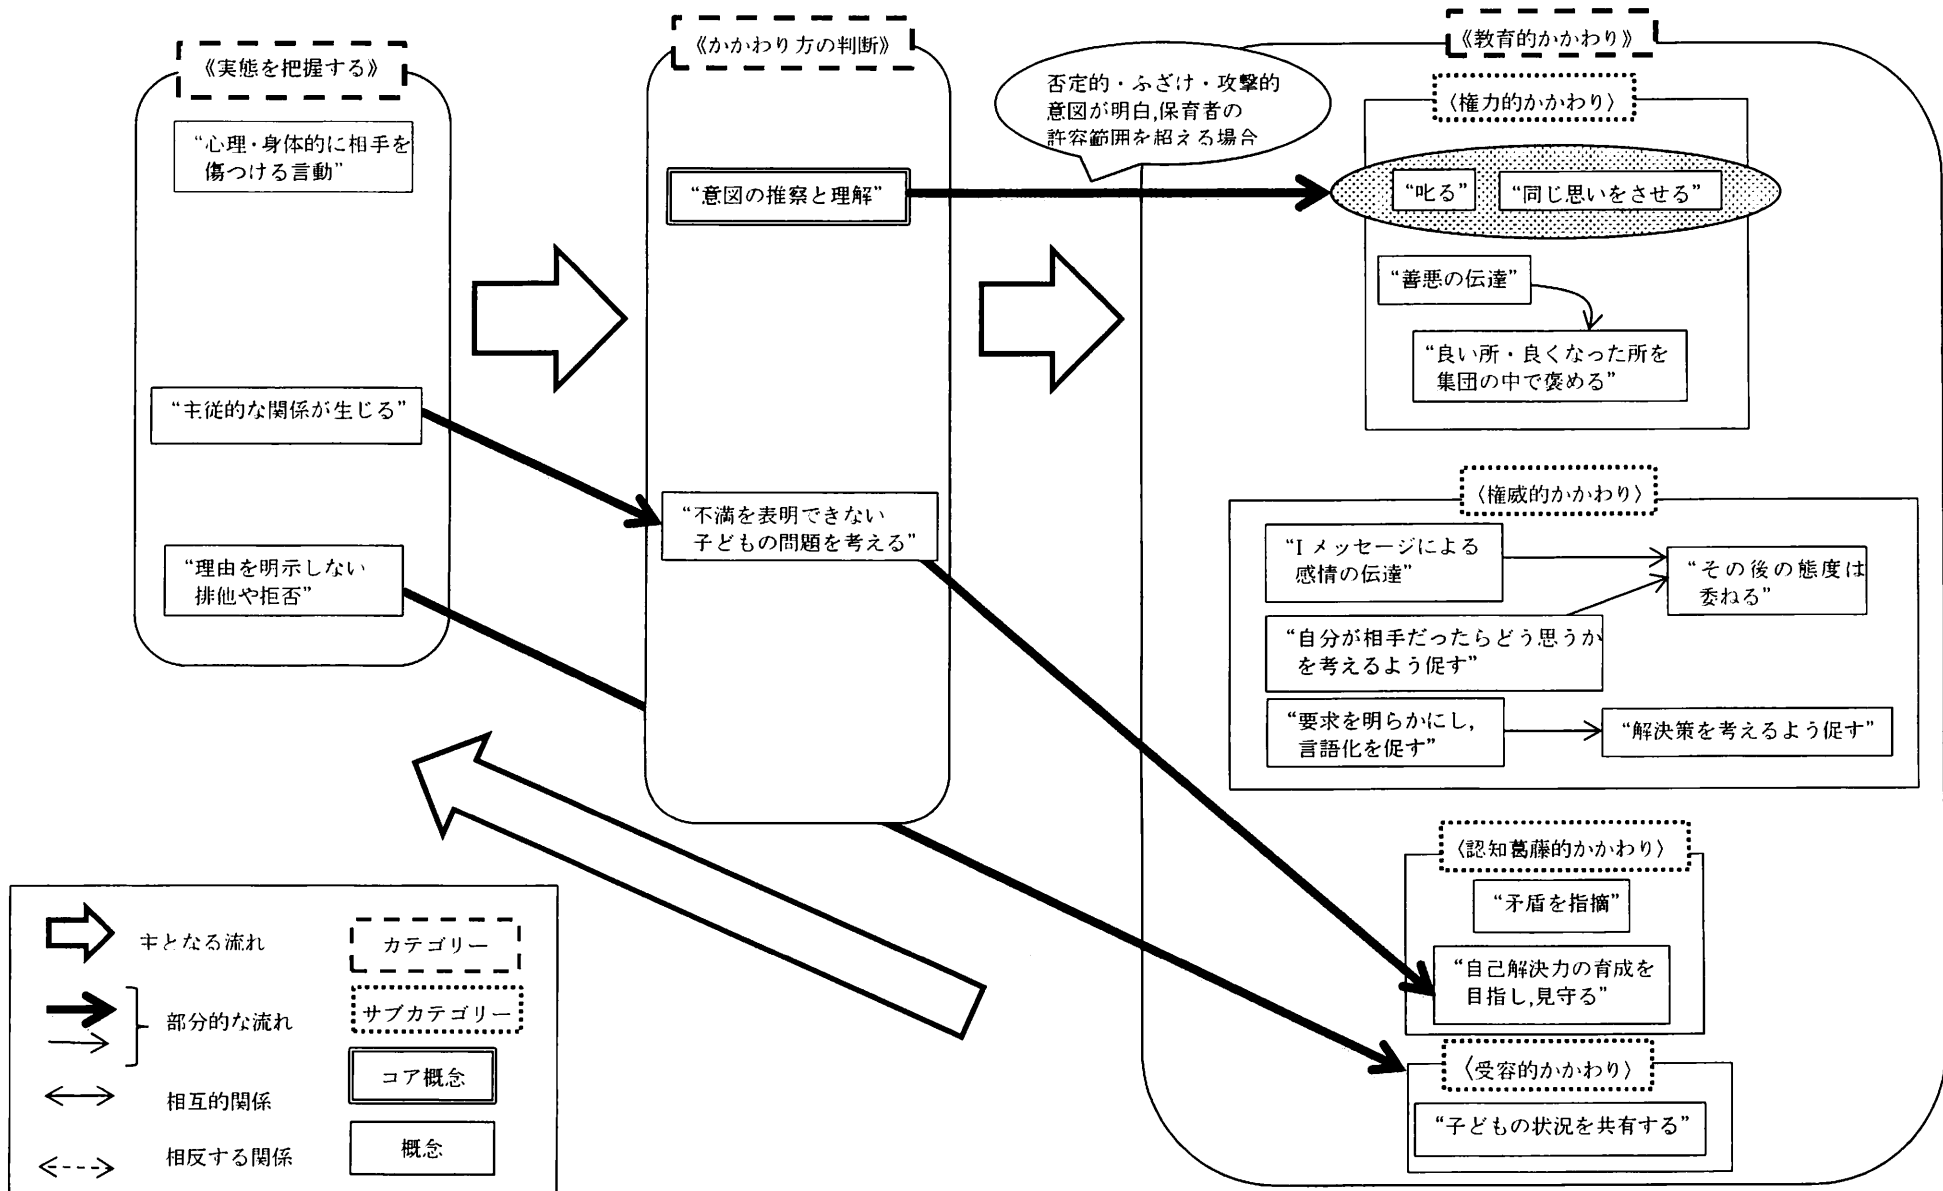 《実態を把握する》
“心理・身体的に相手を
傷つける言動”
“主従的な関係が生じる”
“理由を明示しない
排他や拒否”
《かかわり方の判断》
“意図の推察と理解”
“不満を表明できない
子どもの問題を考える”
否定的・ふざけ・攻撃的
意図が明白,保育者の
許容範囲を超える場合
《教育的かかわり》
〈権力的かかわり〉
“叱る”
“同じ思いをさせる”
“善悪の伝達”
“良い所・良くなった所を
集団の中で褒める”
〈権威的かかわり〉
“I メッセージによる
感情の伝達”
“その後の態度は
委ねる”
“自分が相手だったらどう思うか
を考えるよう促す”
“要求を明らかにし,
言語化を促す”
“解決策を考えるよう促す”
〈認知葛藤的かかわり〉
“矛盾を指摘”
“自己解決力の育成を
目指し,見守る”
〈受容的かかわり〉
“子どもの状況を共有する”
主となる流れ
部分的な流れ
相互的関係
相反する関係
カテゴリー
サブカテゴリー
コア概念
概念